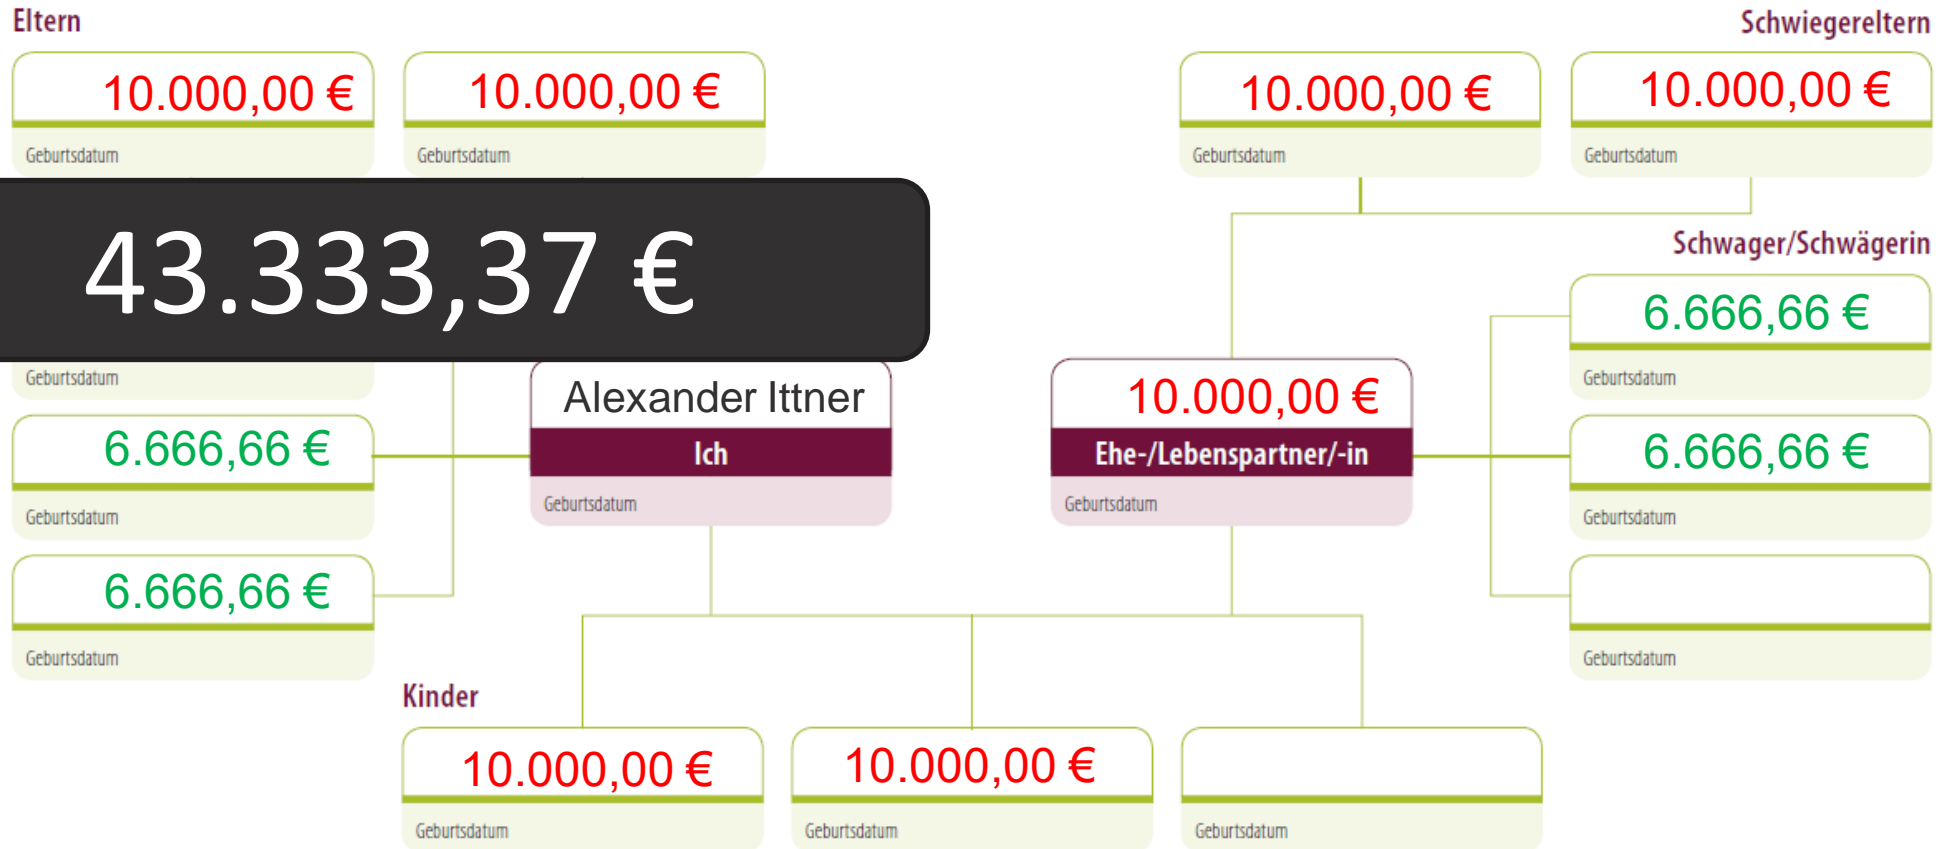 Eltern
Schwiegereltern
10.000,00 €
10.000,00 €
10.000,00 €
10.000,00 €
Geburtsdatum
Geburtsdatum
Geburtsdatum
Geburtsdatum
43.333,37 €
Schwager/Schwägerin
6.666,66 €
Geburtsdatum
Geburtsdatum
Alexander Ittner
10.000,00 €
6.666,66 €
Ich
Ehe-/Lebenspartner/-in
6.666,66 €
Geburtsdatum
Geburtsdatum
Geburtsdatum
Geburtsdatum
6.666,66 €
Geburtsdatum
Geburtsdatum
Kinder
10.000,00 €
10.000,00 €
Geburtsdatum
Geburtsdatum
Geburtsdatum